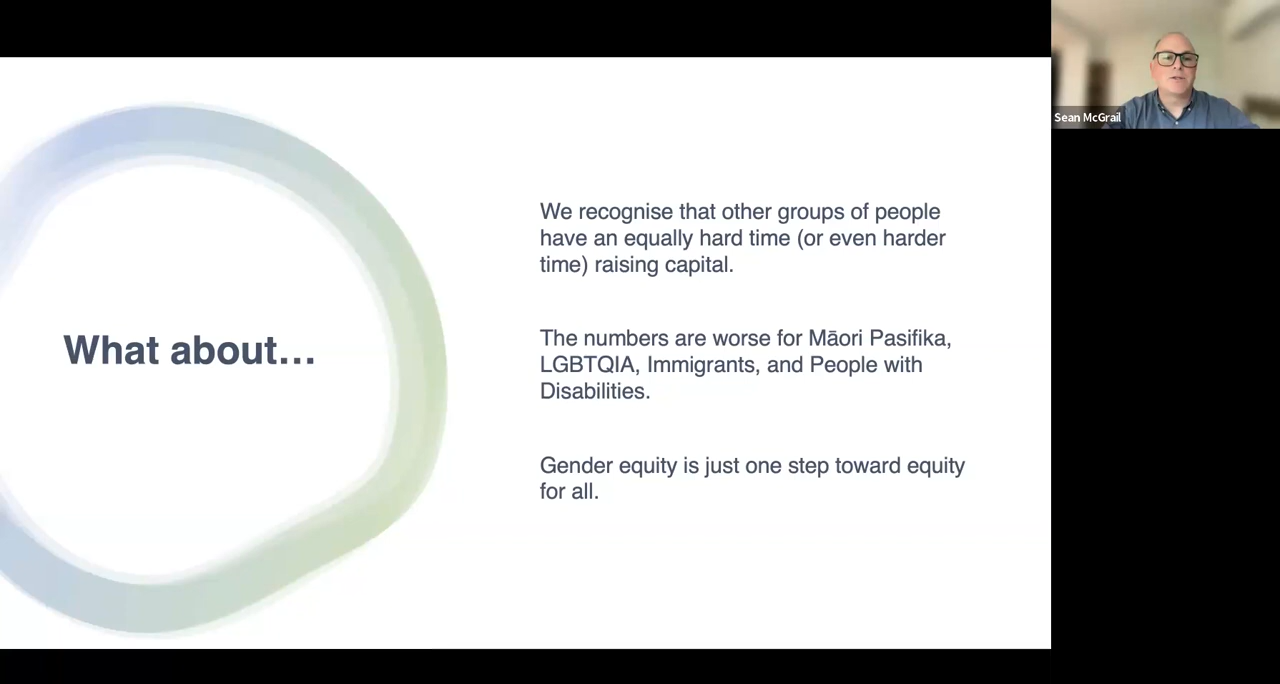 What about...
We recognise that other groups of people
have an equally hard time (or even harder
time) raising capital.
The numbers are worse for Māori Pasifika,
LGBTQIA, Immigrants, and People with
Disabilities.
Gender equity is just one step toward equity
for all.
Sean McGrail